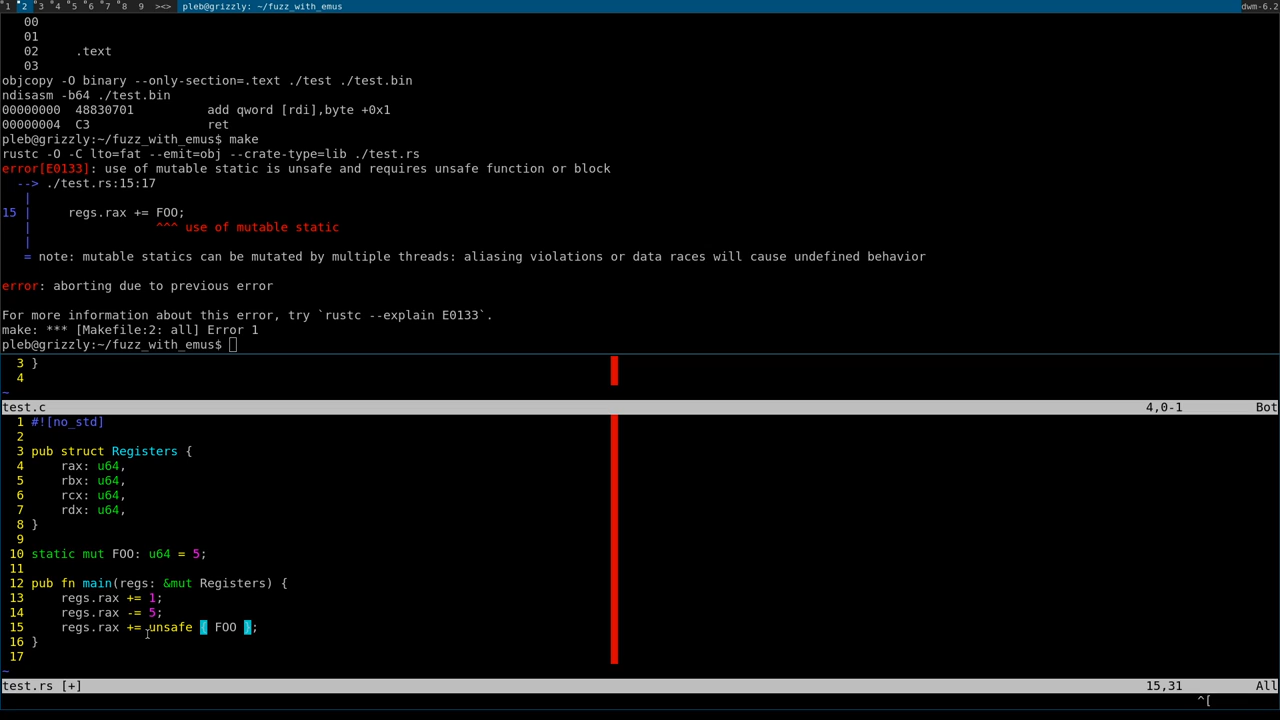 1 2 3 4 5 6 7 8 9 ><> pleb@grizzly: ~/fuzz_with_emus dwm-6.2
00
01
02     .text
03
objcopy -O binary --only-section=.text ./test ./test.bin
ndisasm -b64 ./test.bin
00000000  48830701          add qword [rdi],byte +0x1
00000004  C3                ret
pleb@grizzly:~/fuzz_with_emus$ make
rustc -O -C lto=fat --emit=obj --crate-type=lib ./test.rs
error[E0133]: use of mutable static is unsafe and requires unsafe function or block
  --> ./test.rs:15:17
   |
15 |     regs.rax += FOO;
   |                 ^^^ use of mutable static
   |
   = note: mutable statics can be mutated by multiple threads: aliasing violations or data races will cause undefined behavior
error: aborting due to previous error
For more information about this error, try `rustc --explain E0133`.
make: *** [Makefile:2: all] Error 1
pleb@grizzly:~/fuzz_with_emus$
3 }
4
~
test.c 4,0-1 Bot
1 #![no_std]
2
3 pub struct Registers {
4     rax: u64,
5     rbx: u64,
6     rcx: u64,
7     rdx: u64,
8 }
9
10 static mut FOO: u64 = 5;
11
12 pub fn main(regs: &mut Registers) {
13     regs.rax += 1;
14     regs.rax -= 5;
15     regs.rax += unsafe { FOO };
16 }
17
~
test.rs [+] 15,31 All
^[